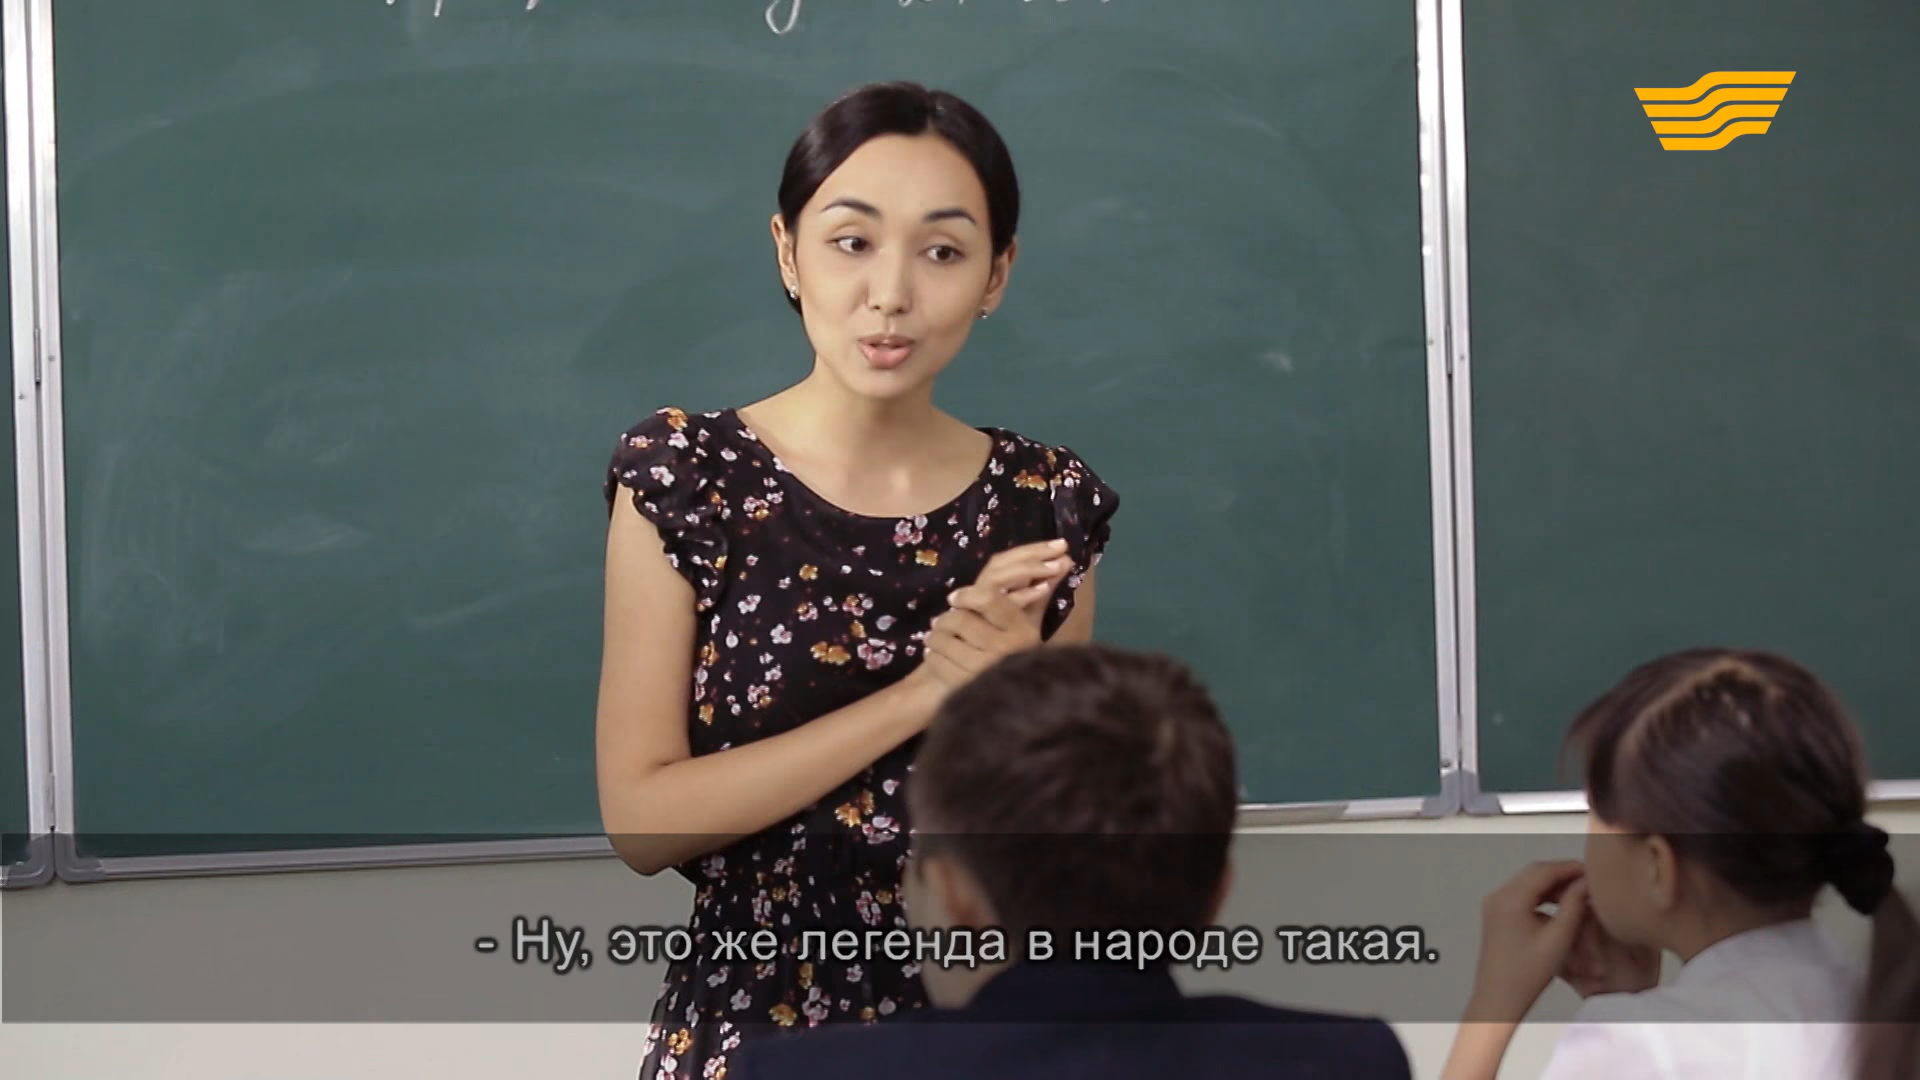 - Ну, это же легенда в народе такая.